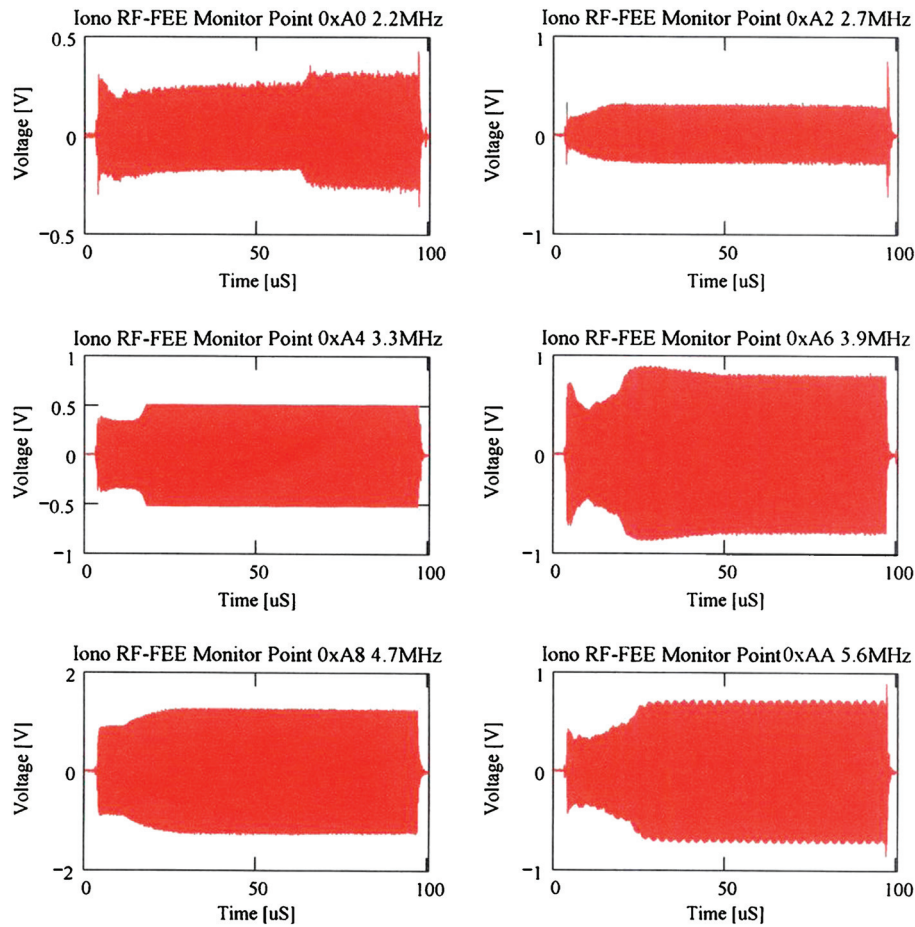 Iono RF-FEE Monitor Point 0xA0 2.2MHz
0.5
0
−0.5
Voltage [V]
0 50 100
Time [uS]
Iono RF-FEE Monitor Point 0xA2 2.7MHz
1
0
−1
Voltage [V]
0 50 100
Time [uS]
Iono RF-FEE Monitor Point 0xA4 3.3MHz
1
0.5
0
−0.5
−1
Voltage [V]
0 50 100
Time [uS]
Iono RF-FEE Monitor Point 0xA6 3.9MHz
1
0
−1
Voltage [V]
0 50 100
Time [uS]
Iono RF-FEE Monitor Point 0xA8 4.7MHz
2
0
−2
Voltage [V]
0 50 100
Time [uS]
Iono RF-FEE Monitor Point 0xAA 5.6MHz
1
0
−1
Voltage [V]
0 50 100
Time [uS]